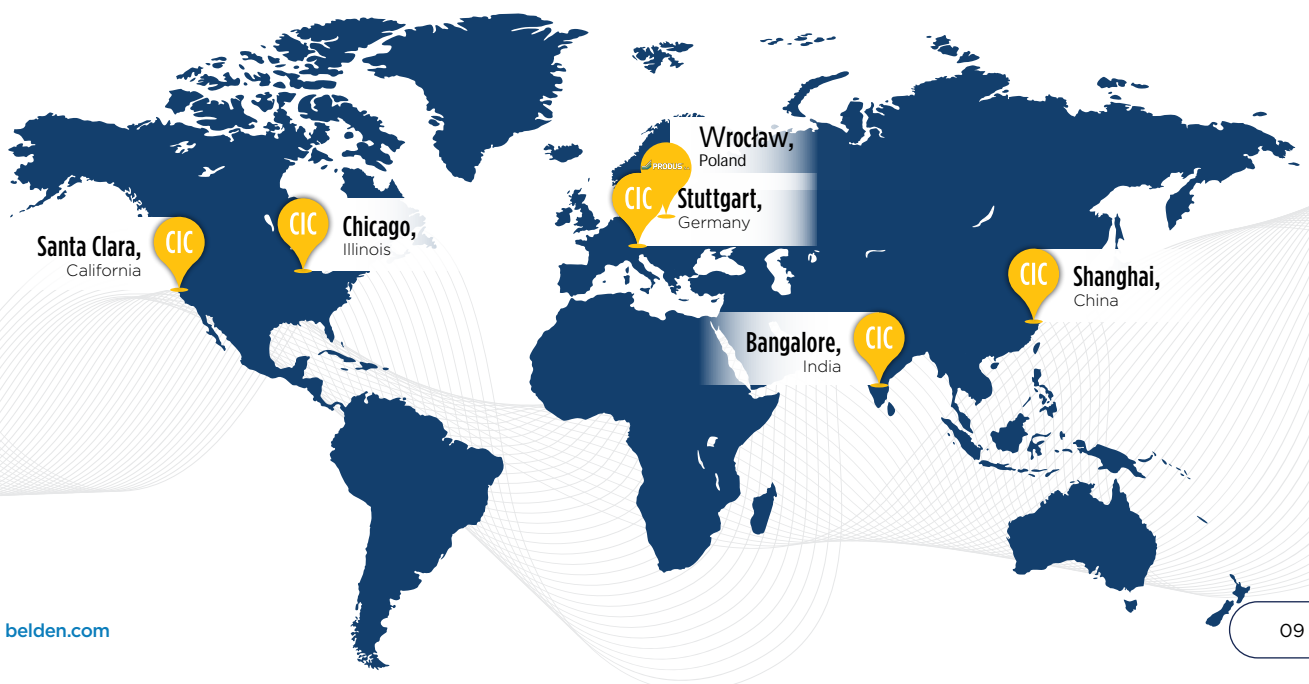 Wrocław,
Poland
PRODUS
CIC
Stuttgart,
Germany
CIC
Chicago,
Illinois
Santa Clara,
California
CIC
CIC
Shanghai,
China
Bangalore,
India
CIC
belden.com
09